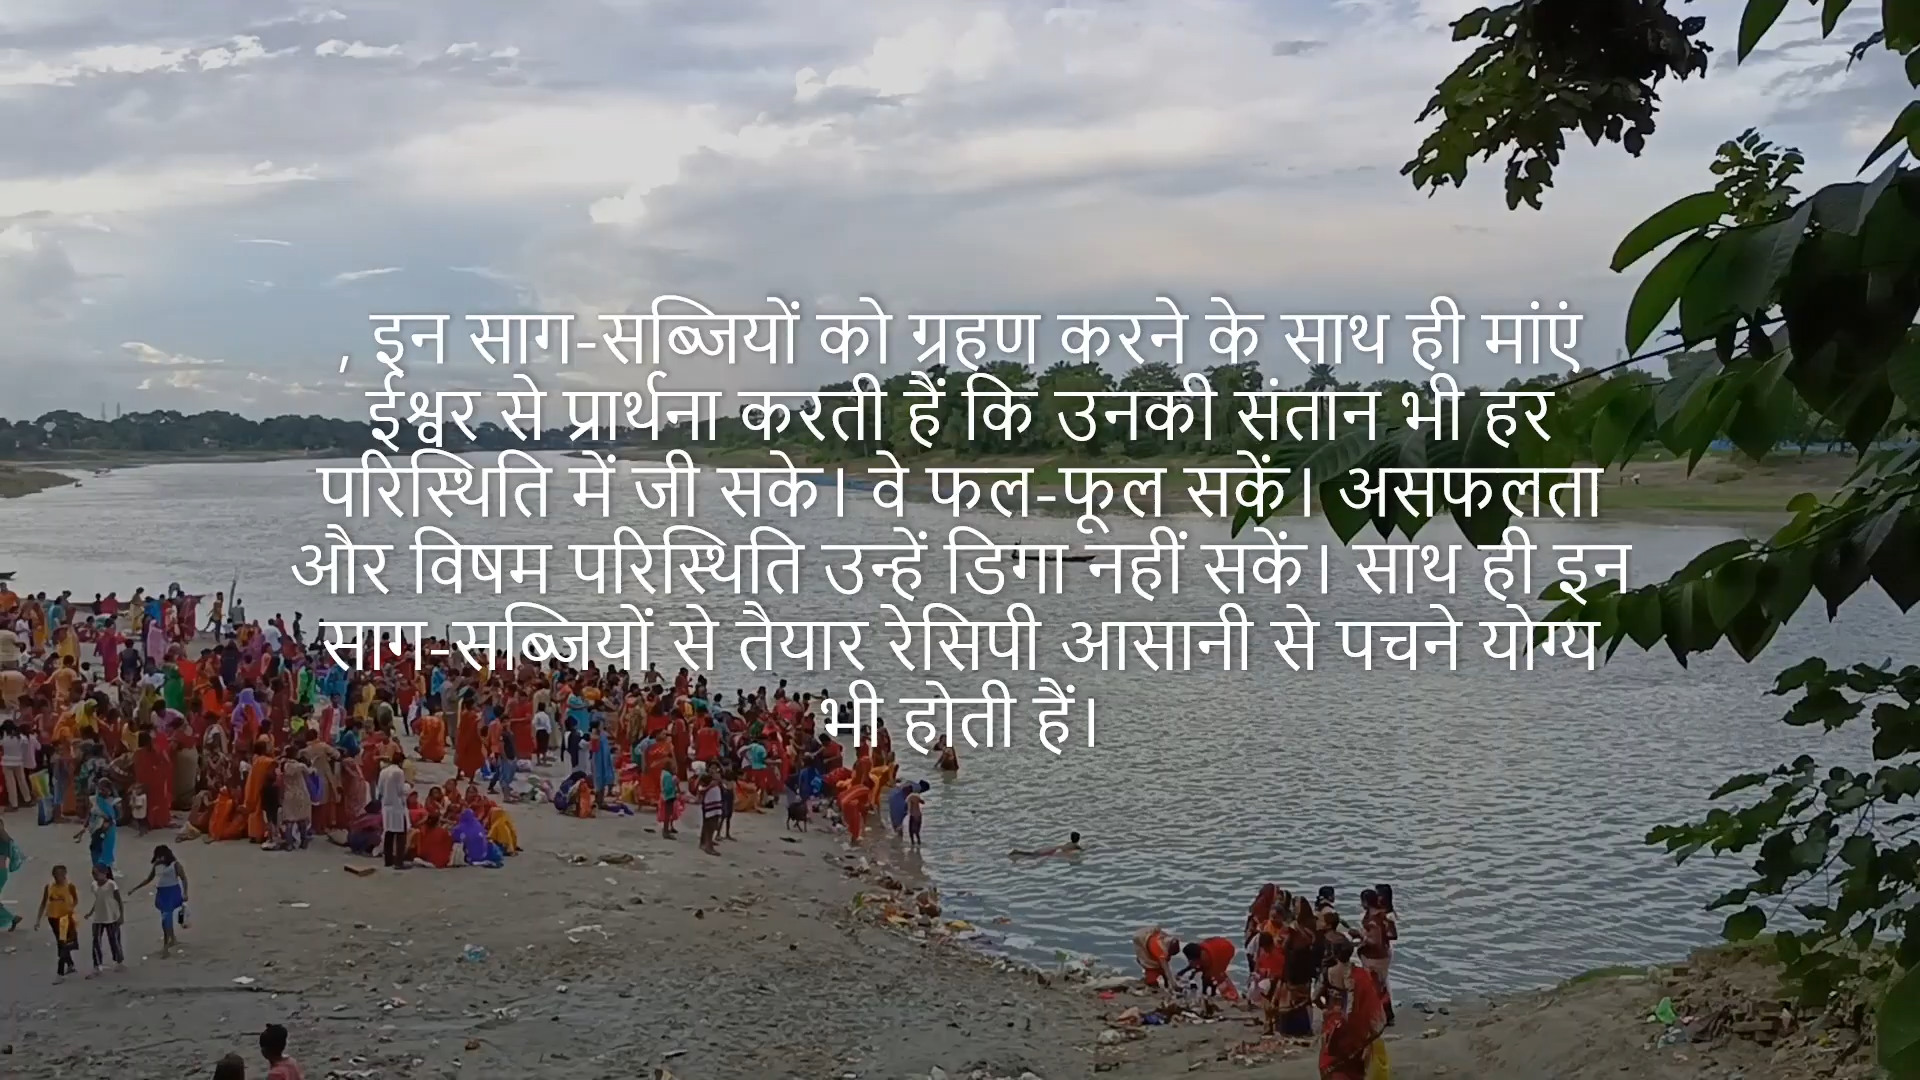 , इन साग-सब्जियों को ग्रहण करने के साथ ही मांएं
ईश्वर से प्रार्थना करती हैं कि उनकी संतान भी हर
परिस्थिति में जी सके। वे फल-फूल सकें। असफलता
और विषम परिस्थिति उन्हें डिगा नहीं सकें। साथ ही इन
साग-सब्जियों से तैयार रेसिपी आसानी से पचने योग्य
भी होती हैं।